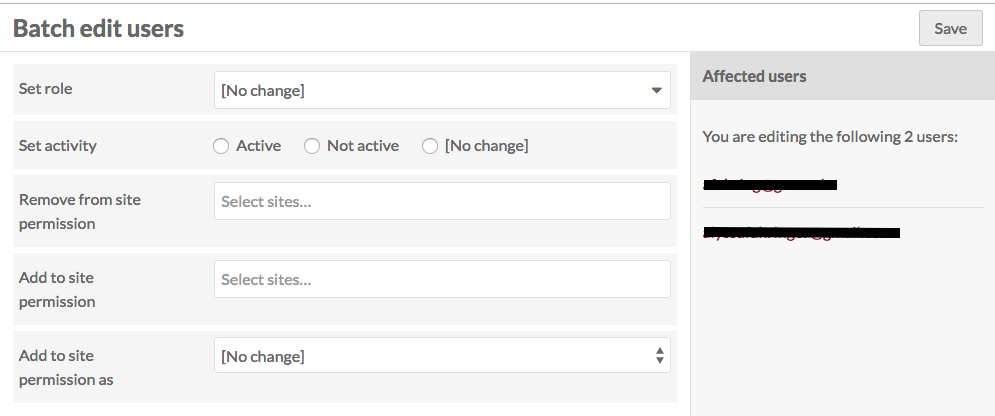 Batch edit users
Save
Set role
[No change]
Set activity
Active
Not active
[No change]
Remove from site
permission
Select sites...
Add to site
permission
Select sites...
Add to site
permission as
[No change]
Affected users
You are editing the following 2 users: